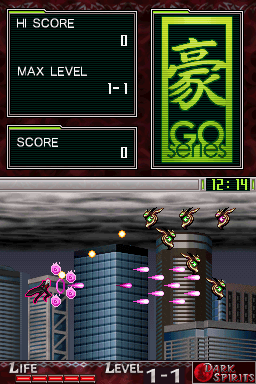 HI SCORE
0
MAX LEVEL
1-1
SCORE
0
豪
GO
series
12:14
LIFE
LEVEL 1-1
DARK
SPIRITS